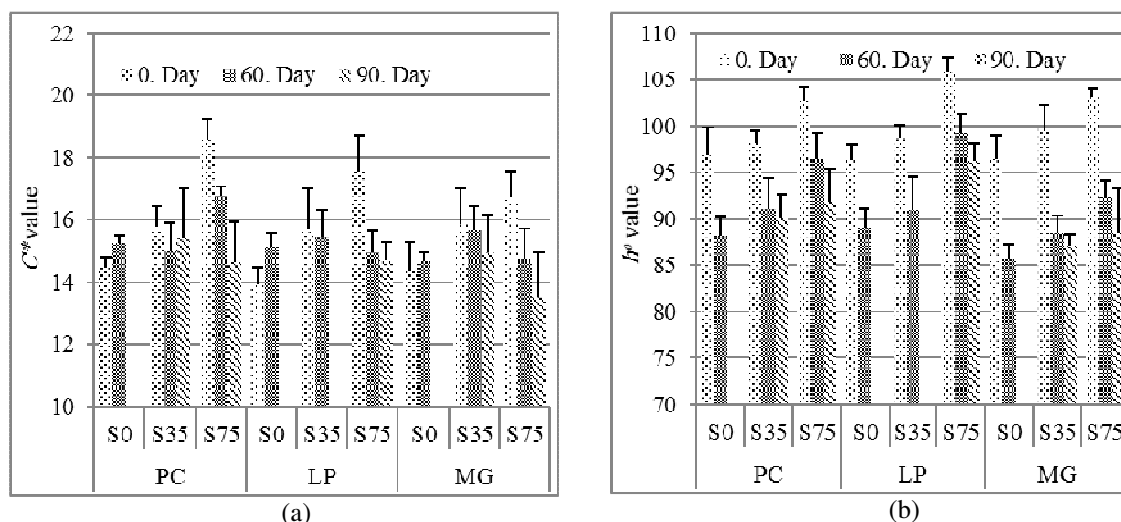 22
20
18
16
14
12
10
C* value
0. Day 60. Day 90. Day
S0 S35 S75 S0 S35 S75 S0 S35 S75
PC LP MG
(a)
110
105
100
95
90
85
80
75
70
h° value
0. Day 60. Day 90. Day
S0 S35 S75 S0 S35 S75 S0 S35 S75
PC LP MG
(b)